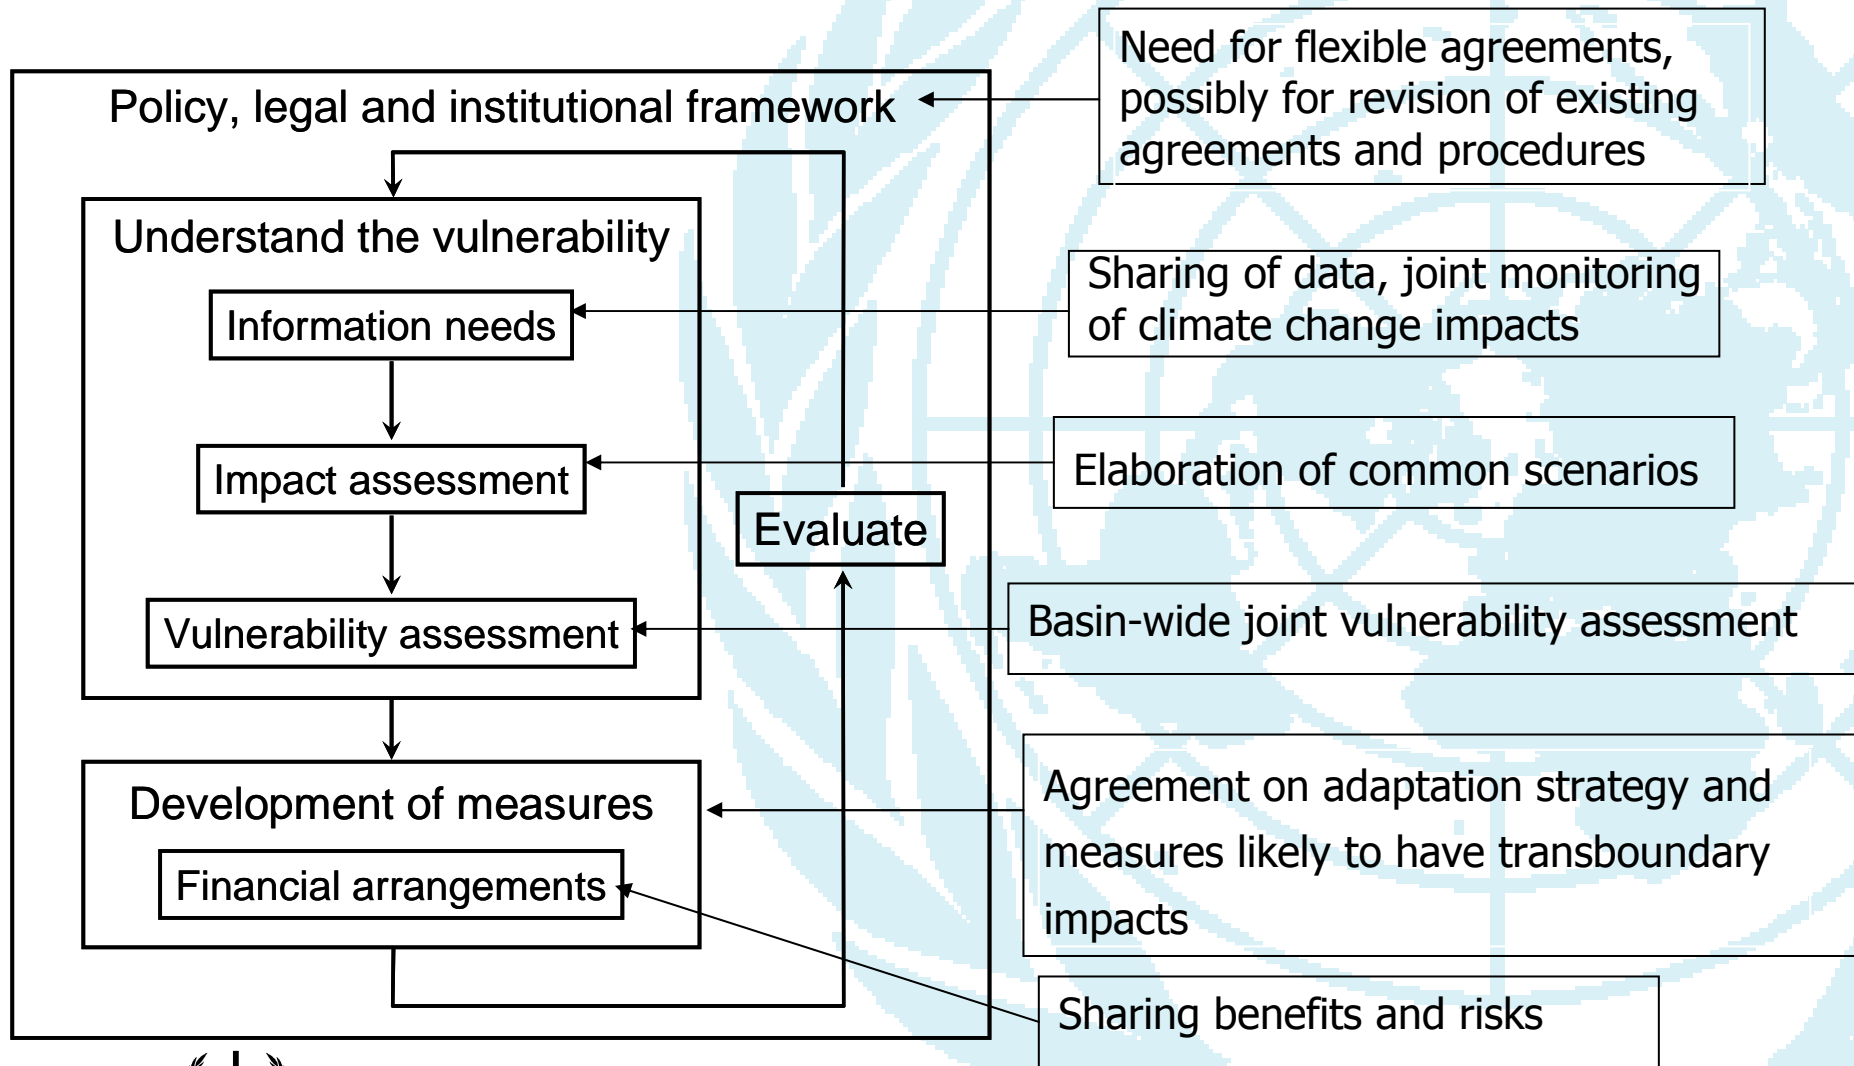 Policy, legal and institutional framework
Understand the vulnerability
Information needs
Impact assessment
Vulnerability assessment
Evaluate
Development of measures
Financial arrangements
Need for flexible agreements,
possibly for revision of existing
agreements and procedures
Sharing of data, joint monitoring
of climate change impacts
Elaboration of common scenarios
Basin-wide joint vulnerability assessment
Agreement on adaptation strategy and
measures likely to have transboundary
impacts
Sharing benefits and risks